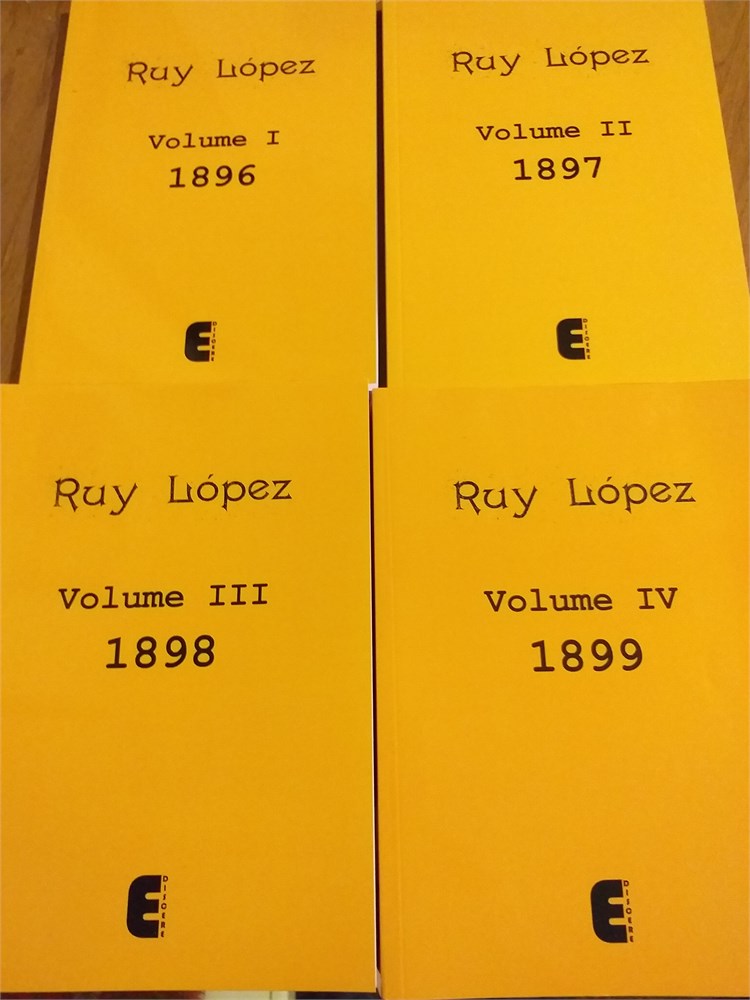 Ruy López
Volume I
1896
E
Ruy López
Volume II
1897
E
Ruy López
Volume III
1898
E
Ruy López
Volume IV
1899
E